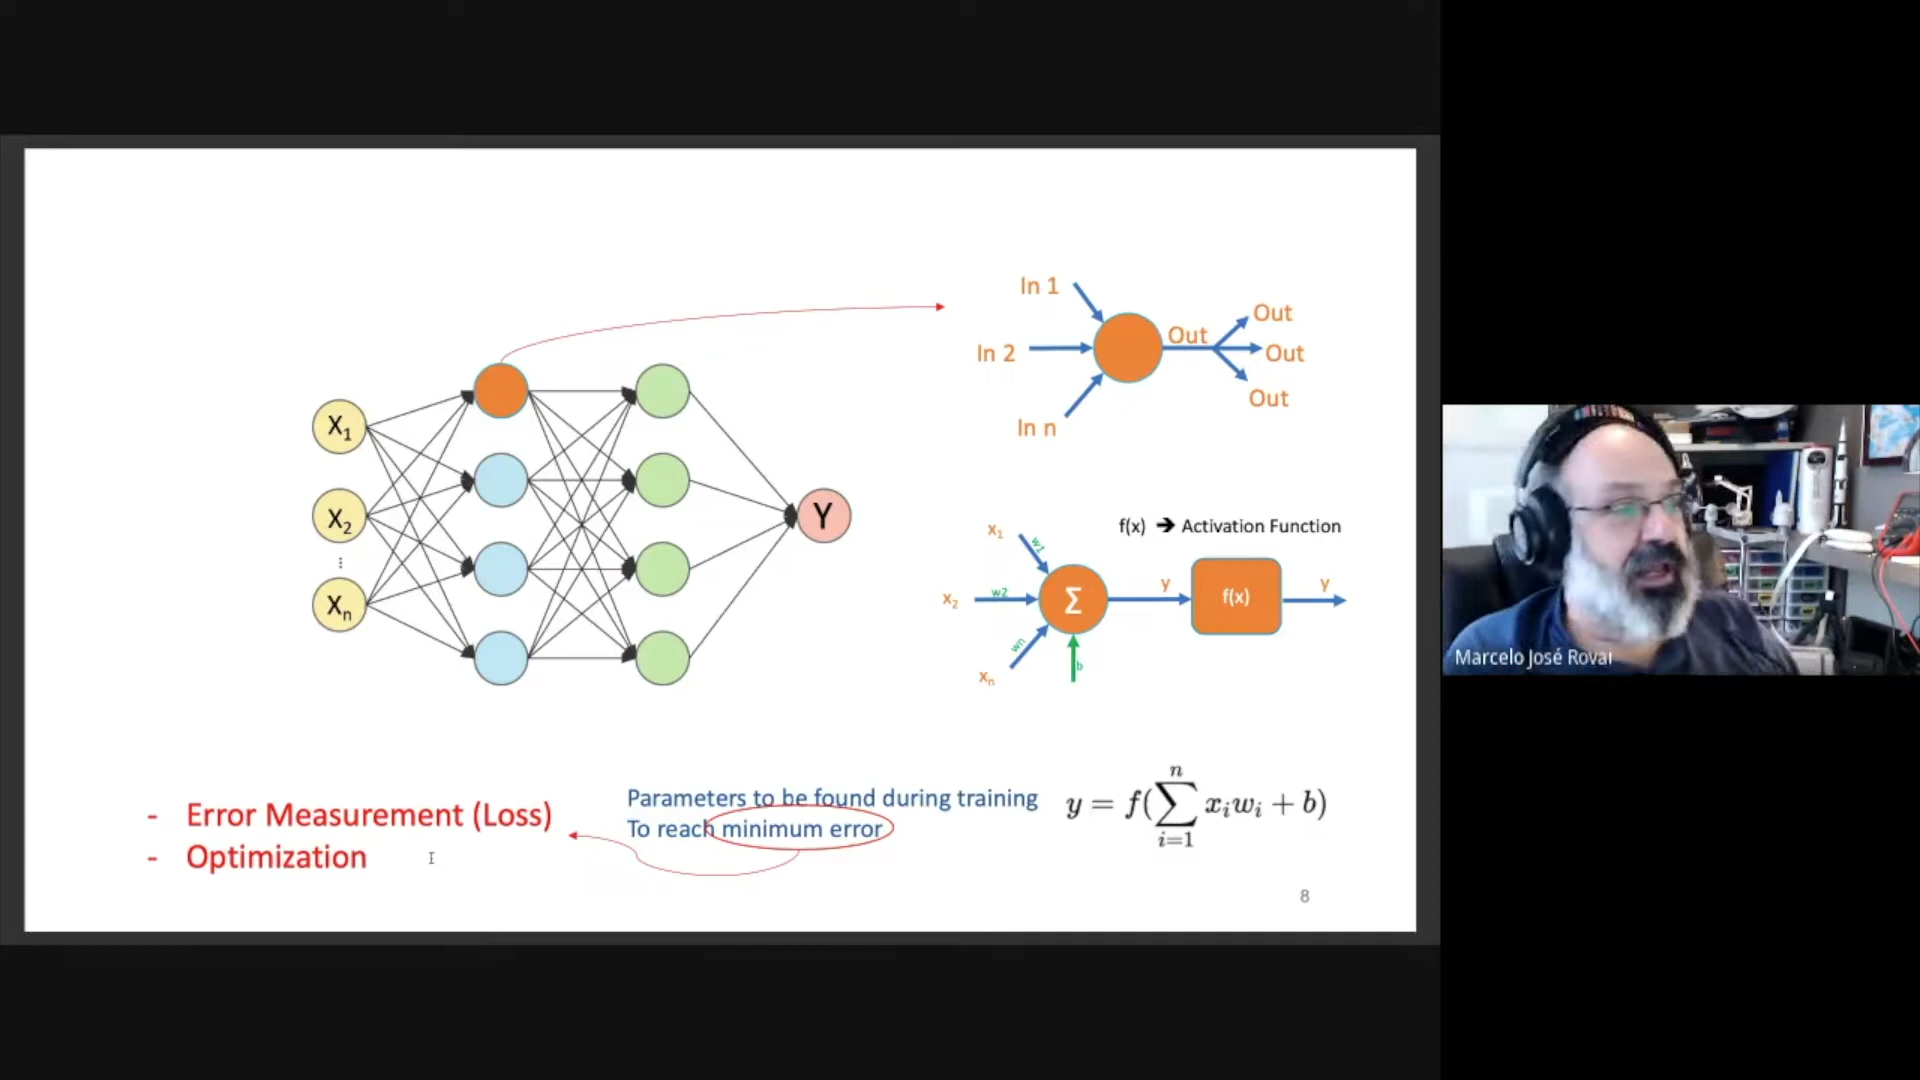 In 1
In 2
In n
Out
Out
Out
Out
X1
X2
⋮
Xn
Y
f(x) ➔ Activation Function
x1
w1
x2
w2
xn
wn
Σ
b
y
f(x)
y
- Error Measurement (Loss)
- Optimization
Parameters to be found during training
To reach minimum error
y = f(∑ i=1 n xiwi + b)
8
Marcelo José Rovai